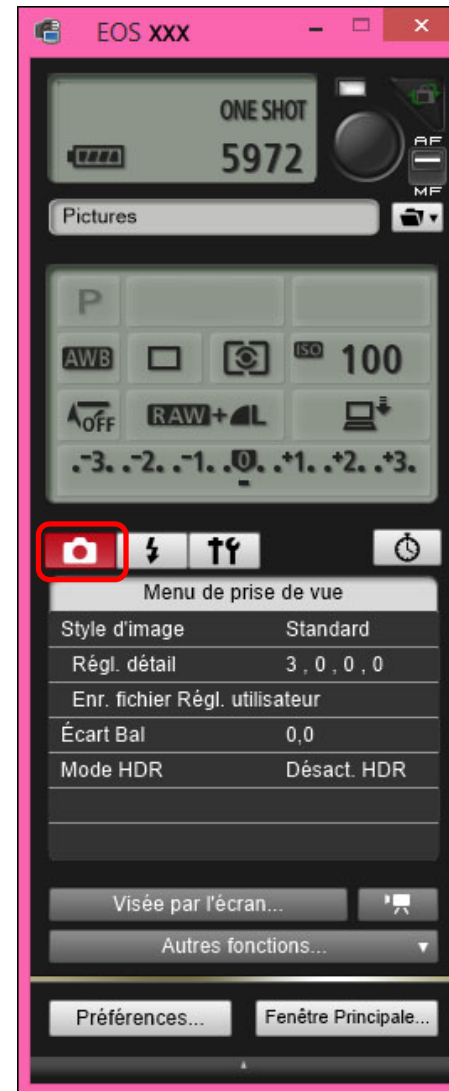 EOS xxx
ONE SHOT
5972
AF
MF
Pictures
P
AWB
ISO 100
OFF RAW+L
.-3. .-2. .-1. .0. .+1. .+2. .+3.
Menu de prise de vue
Style d'image Standard
Régl. détail 3 , 0 , 0 , 0
Enr. fichier Régl. utilisateur
Écart Bal 0,0
Mode HDR Désact. HDR
Visée par l'écran...
Autres fonctions...
Préférences... Fenêtre Principale...